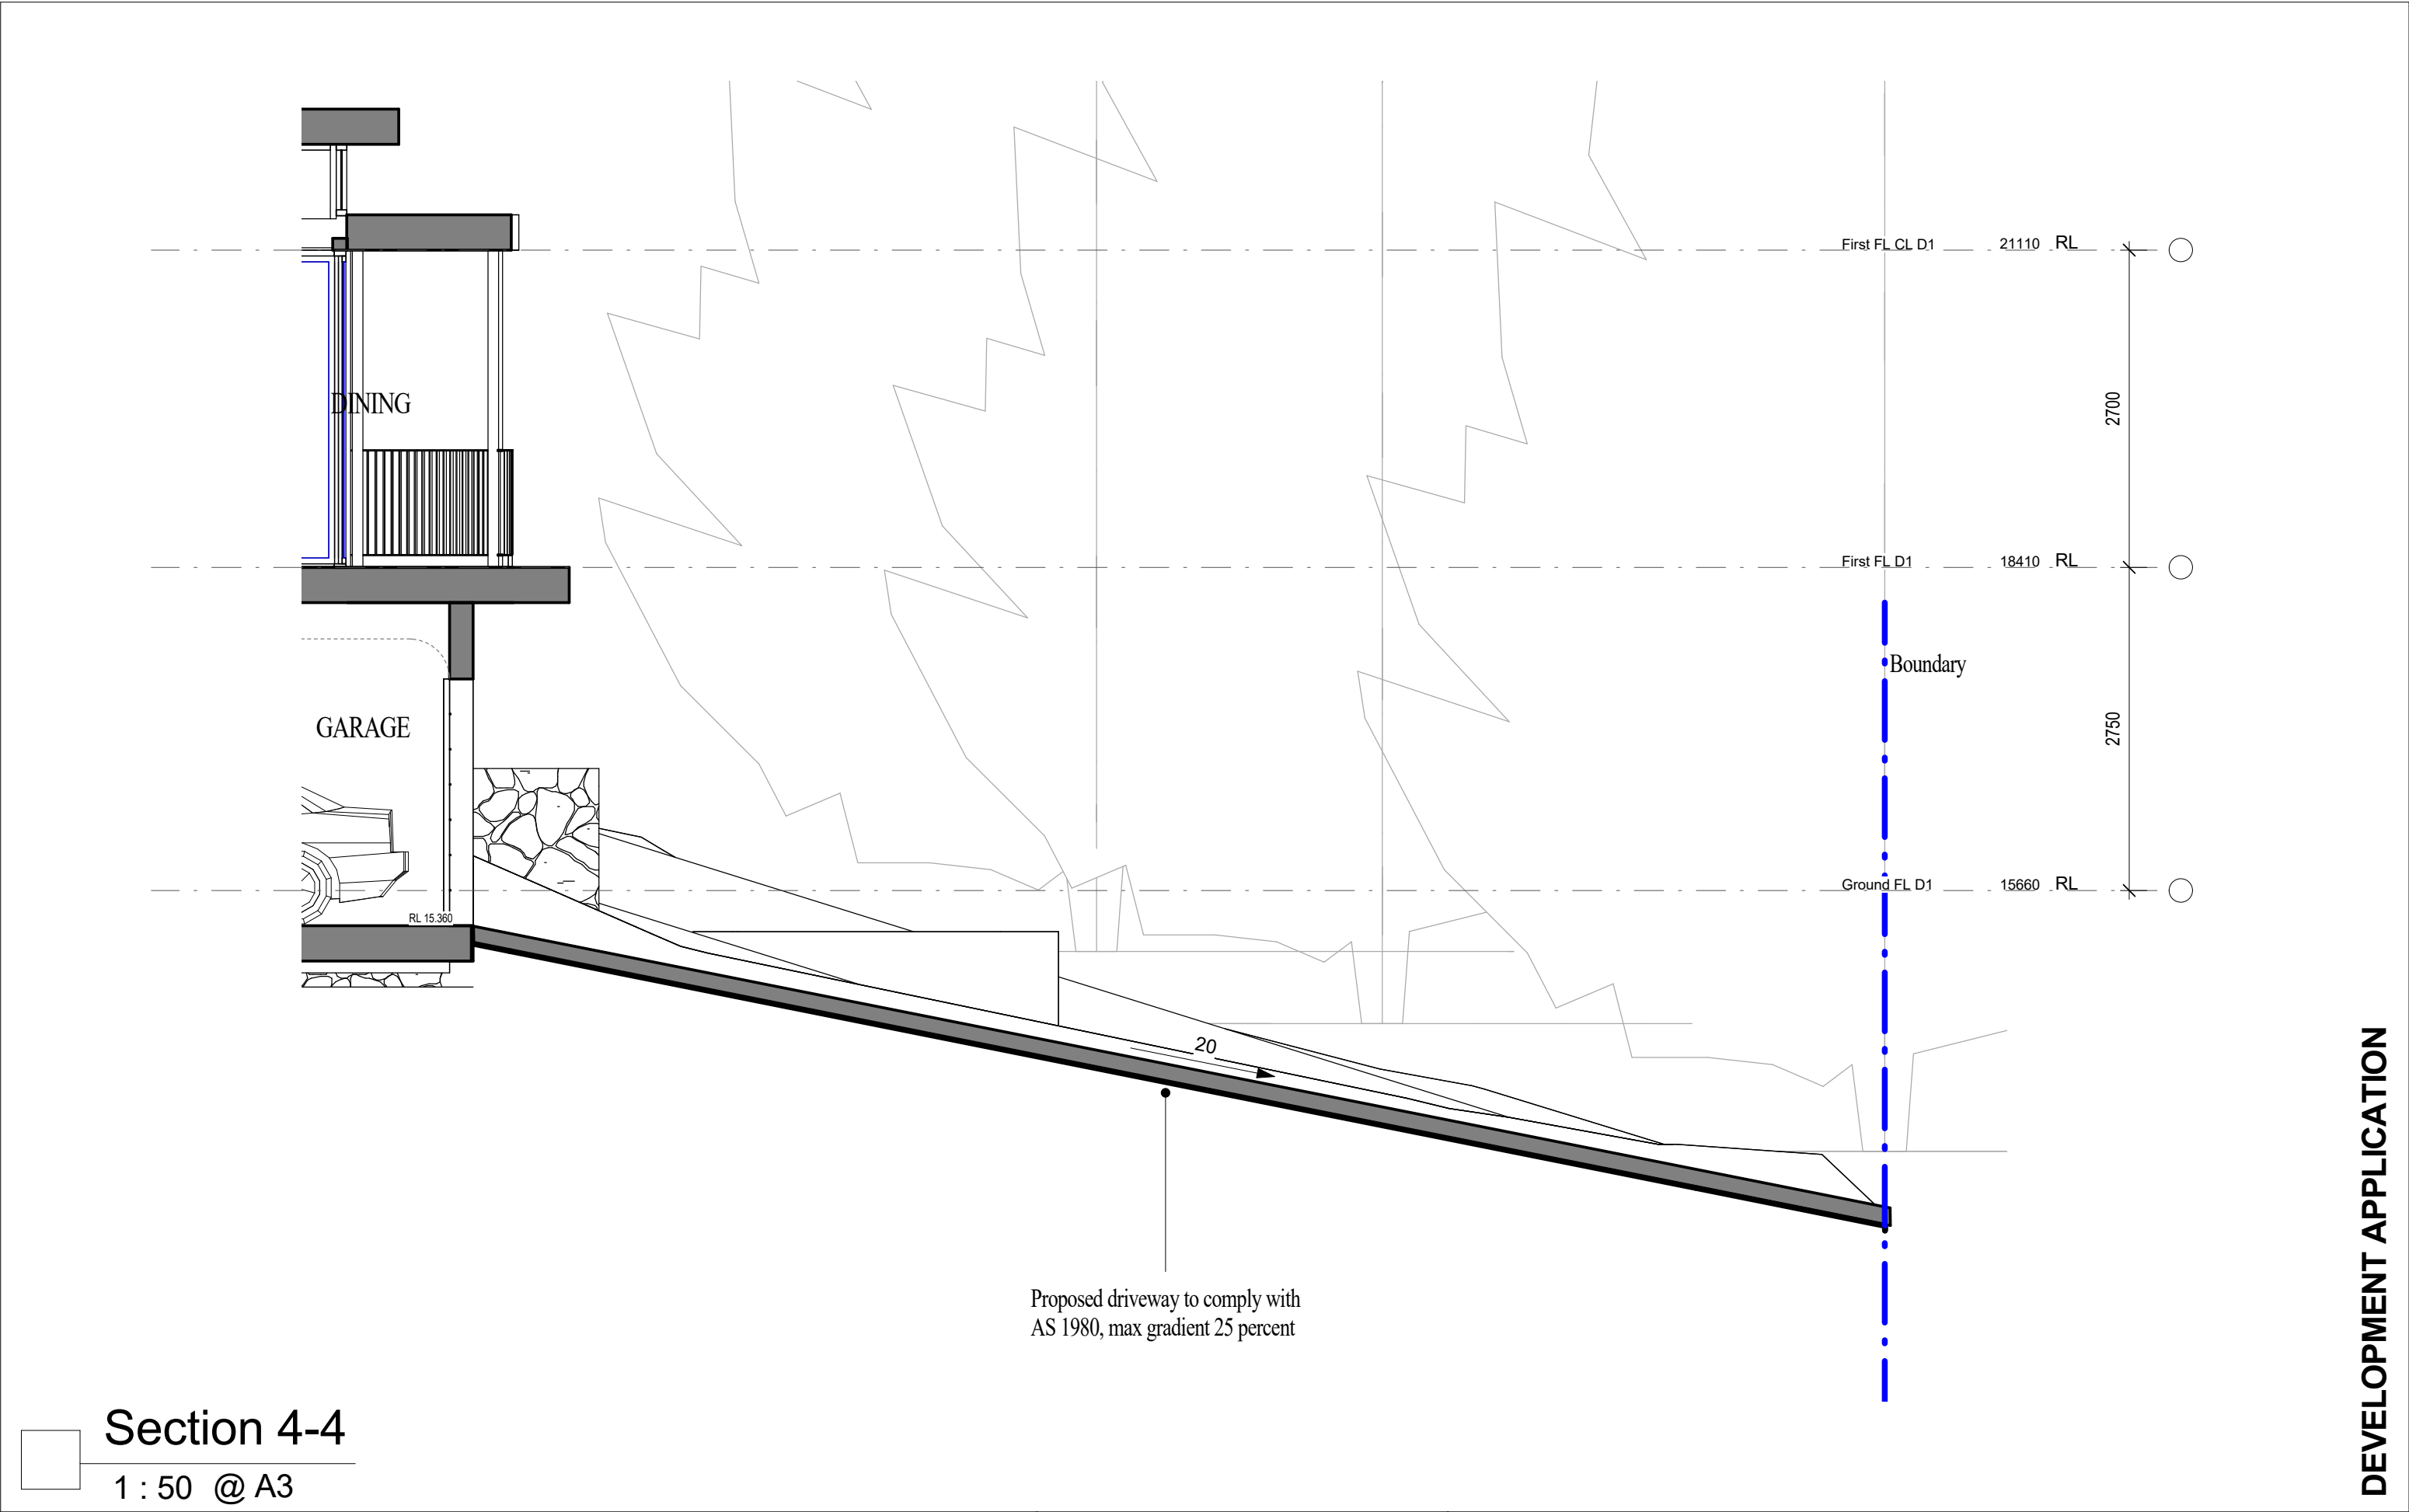 First FL CL D1 21110 RL
2700
DINING
First FL D1 18410 RL
Boundary
GARAGE
2750
Ground FL D1 15660 RL
RL 15.360
20
Proposed driveway to comply with
AS 1980, max gradient 25 percent
Section 4-4
1 : 50 @ A3
DEVELOPMENT APPLICATION